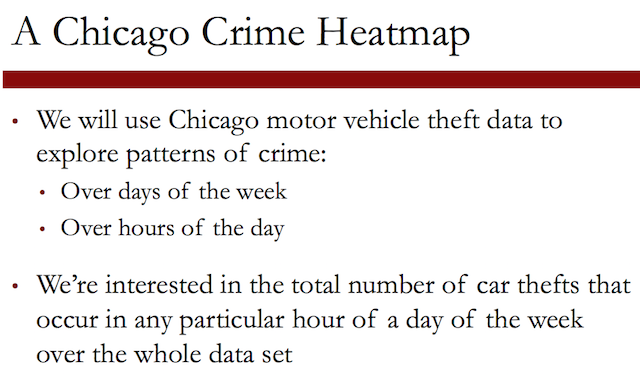 A Chicago Crime Heatmap
• We will use Chicago motor vehicle theft data to
explore patterns of crime:
• Over days of the week
• Over hours of the day
• We’re interested in the total number of car thefts that
occur in any particular hour of a day of the week
over the whole data set